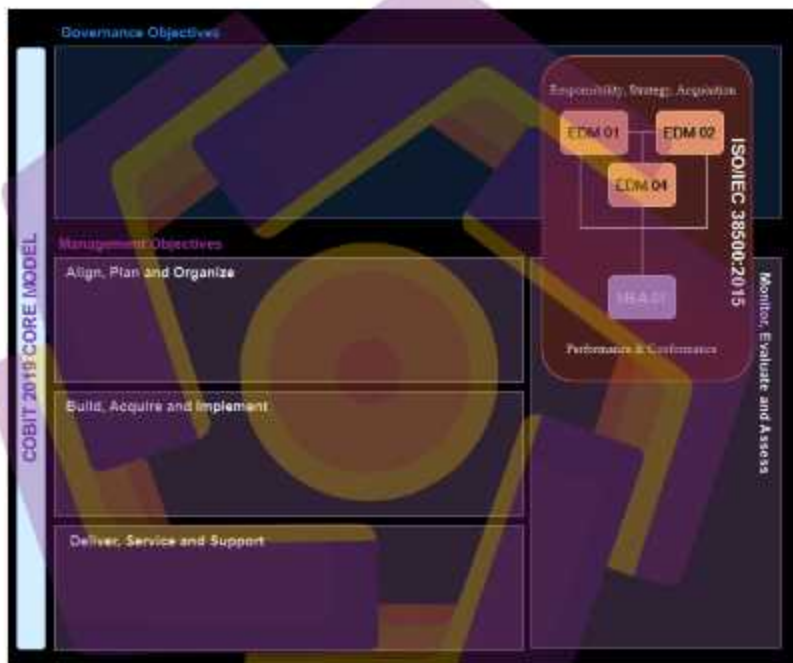 Governance Objectives
Responsibility, Strategy, Acquisition
EDM 01
EDM 02
EDM 04
ISO/IEC 38500:2015
COBIT 2019 CORE MODEL
Management Objectives
Align, Plan and Organize
MEA 01
Performance & Conformance
Monitor, Evaluate and Assess
Build, Acquire and Implement
Deliver, Service and Support